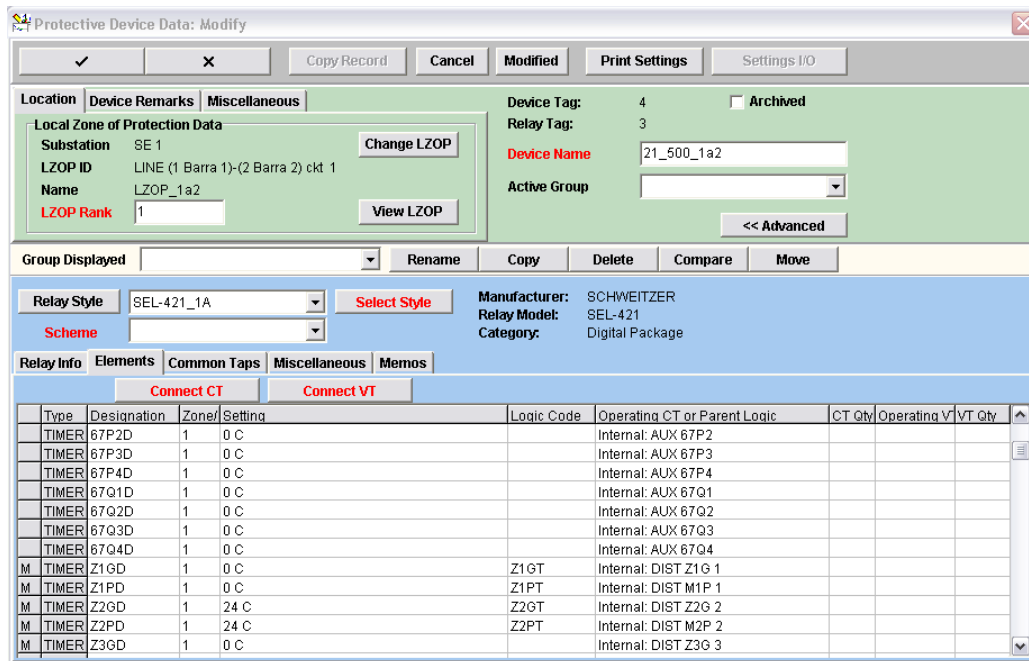 Protective Device Data: Modify
✓ × Copy Record Cancel Modified Print Settings Settings I/O
Location Device Remarks Miscellaneous
Local Zone of Protection Data
Substation SE 1 Change LZOP
LZOP ID LINE (1 Barra 1)-(2 Barra 2) ckt 1
Name LZOP_1a2
LZOP Rank 1 View LZOP
Device Tag: 4 Archived
Relay Tag: 3
Device Name 21_500_1a2
Active Group
<< Advanced
Group Displayed Rename Copy Delete Compare Move
Relay Style SEL-421_1A Select Style
Scheme
Manufacturer: SCHWEITZER
Relay Model: SEL-421
Category: Digital Package
Relay Info Elements Common Taps Miscellaneous Memos
Connect CT Connect VT
Type Designation Zone/ Setting Logic Code Operating CT or Parent Logic CT Qty Operating VT VT Qty
TIMER 67P2D 1 0 C Internal: AUX 67P2
TIMER 67P3D 1 0 C Internal: AUX 67P3
TIMER 67P4D 1 0 C Internal: AUX 67P4
TIMER 67Q1D 1 0 C Internal: AUX 67Q1
TIMER 67Q2D 1 0 C Internal: AUX 67Q2
TIMER 67Q3D 1 0 C Internal: AUX 67Q3
TIMER 67Q4D 1 0 C Internal: AUX 67Q4
M TIMER Z1GD 1 0 C Z1GT Internal: DIST Z1G 1
M TIMER Z1PD 1 0 C Z1PT Internal: DIST M1P 1
M TIMER Z2GD 1 24 C Z2GT Internal: DIST Z2G 2
M TIMER Z2PD 1 24 C Z2PT Internal: DIST M2P 2
M TIMER Z3GD 1 0 C Internal: DIST Z3G 3